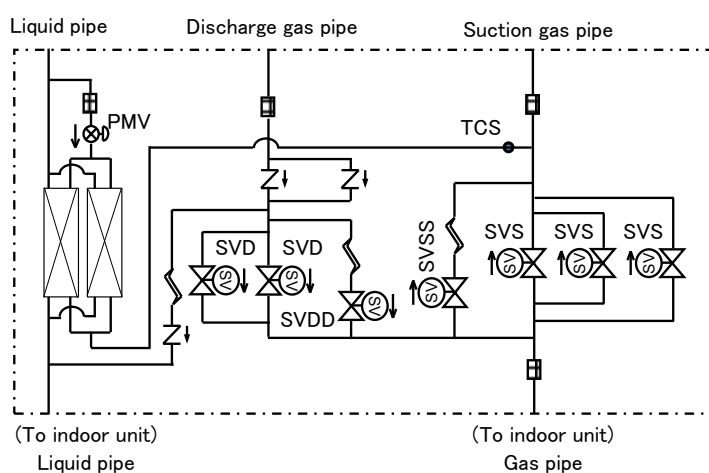 Liquid pipe
Discharge gas pipe
Suction gas pipe
PMV
TCS
SVD
SVD
SVSS
SVS
SVS
SVS
SV
SV
SV
SV
SV
SV
SV
SV
SVDD
(To indoor unit)
Liquid pipe
(To indoor unit)
Gas pipe